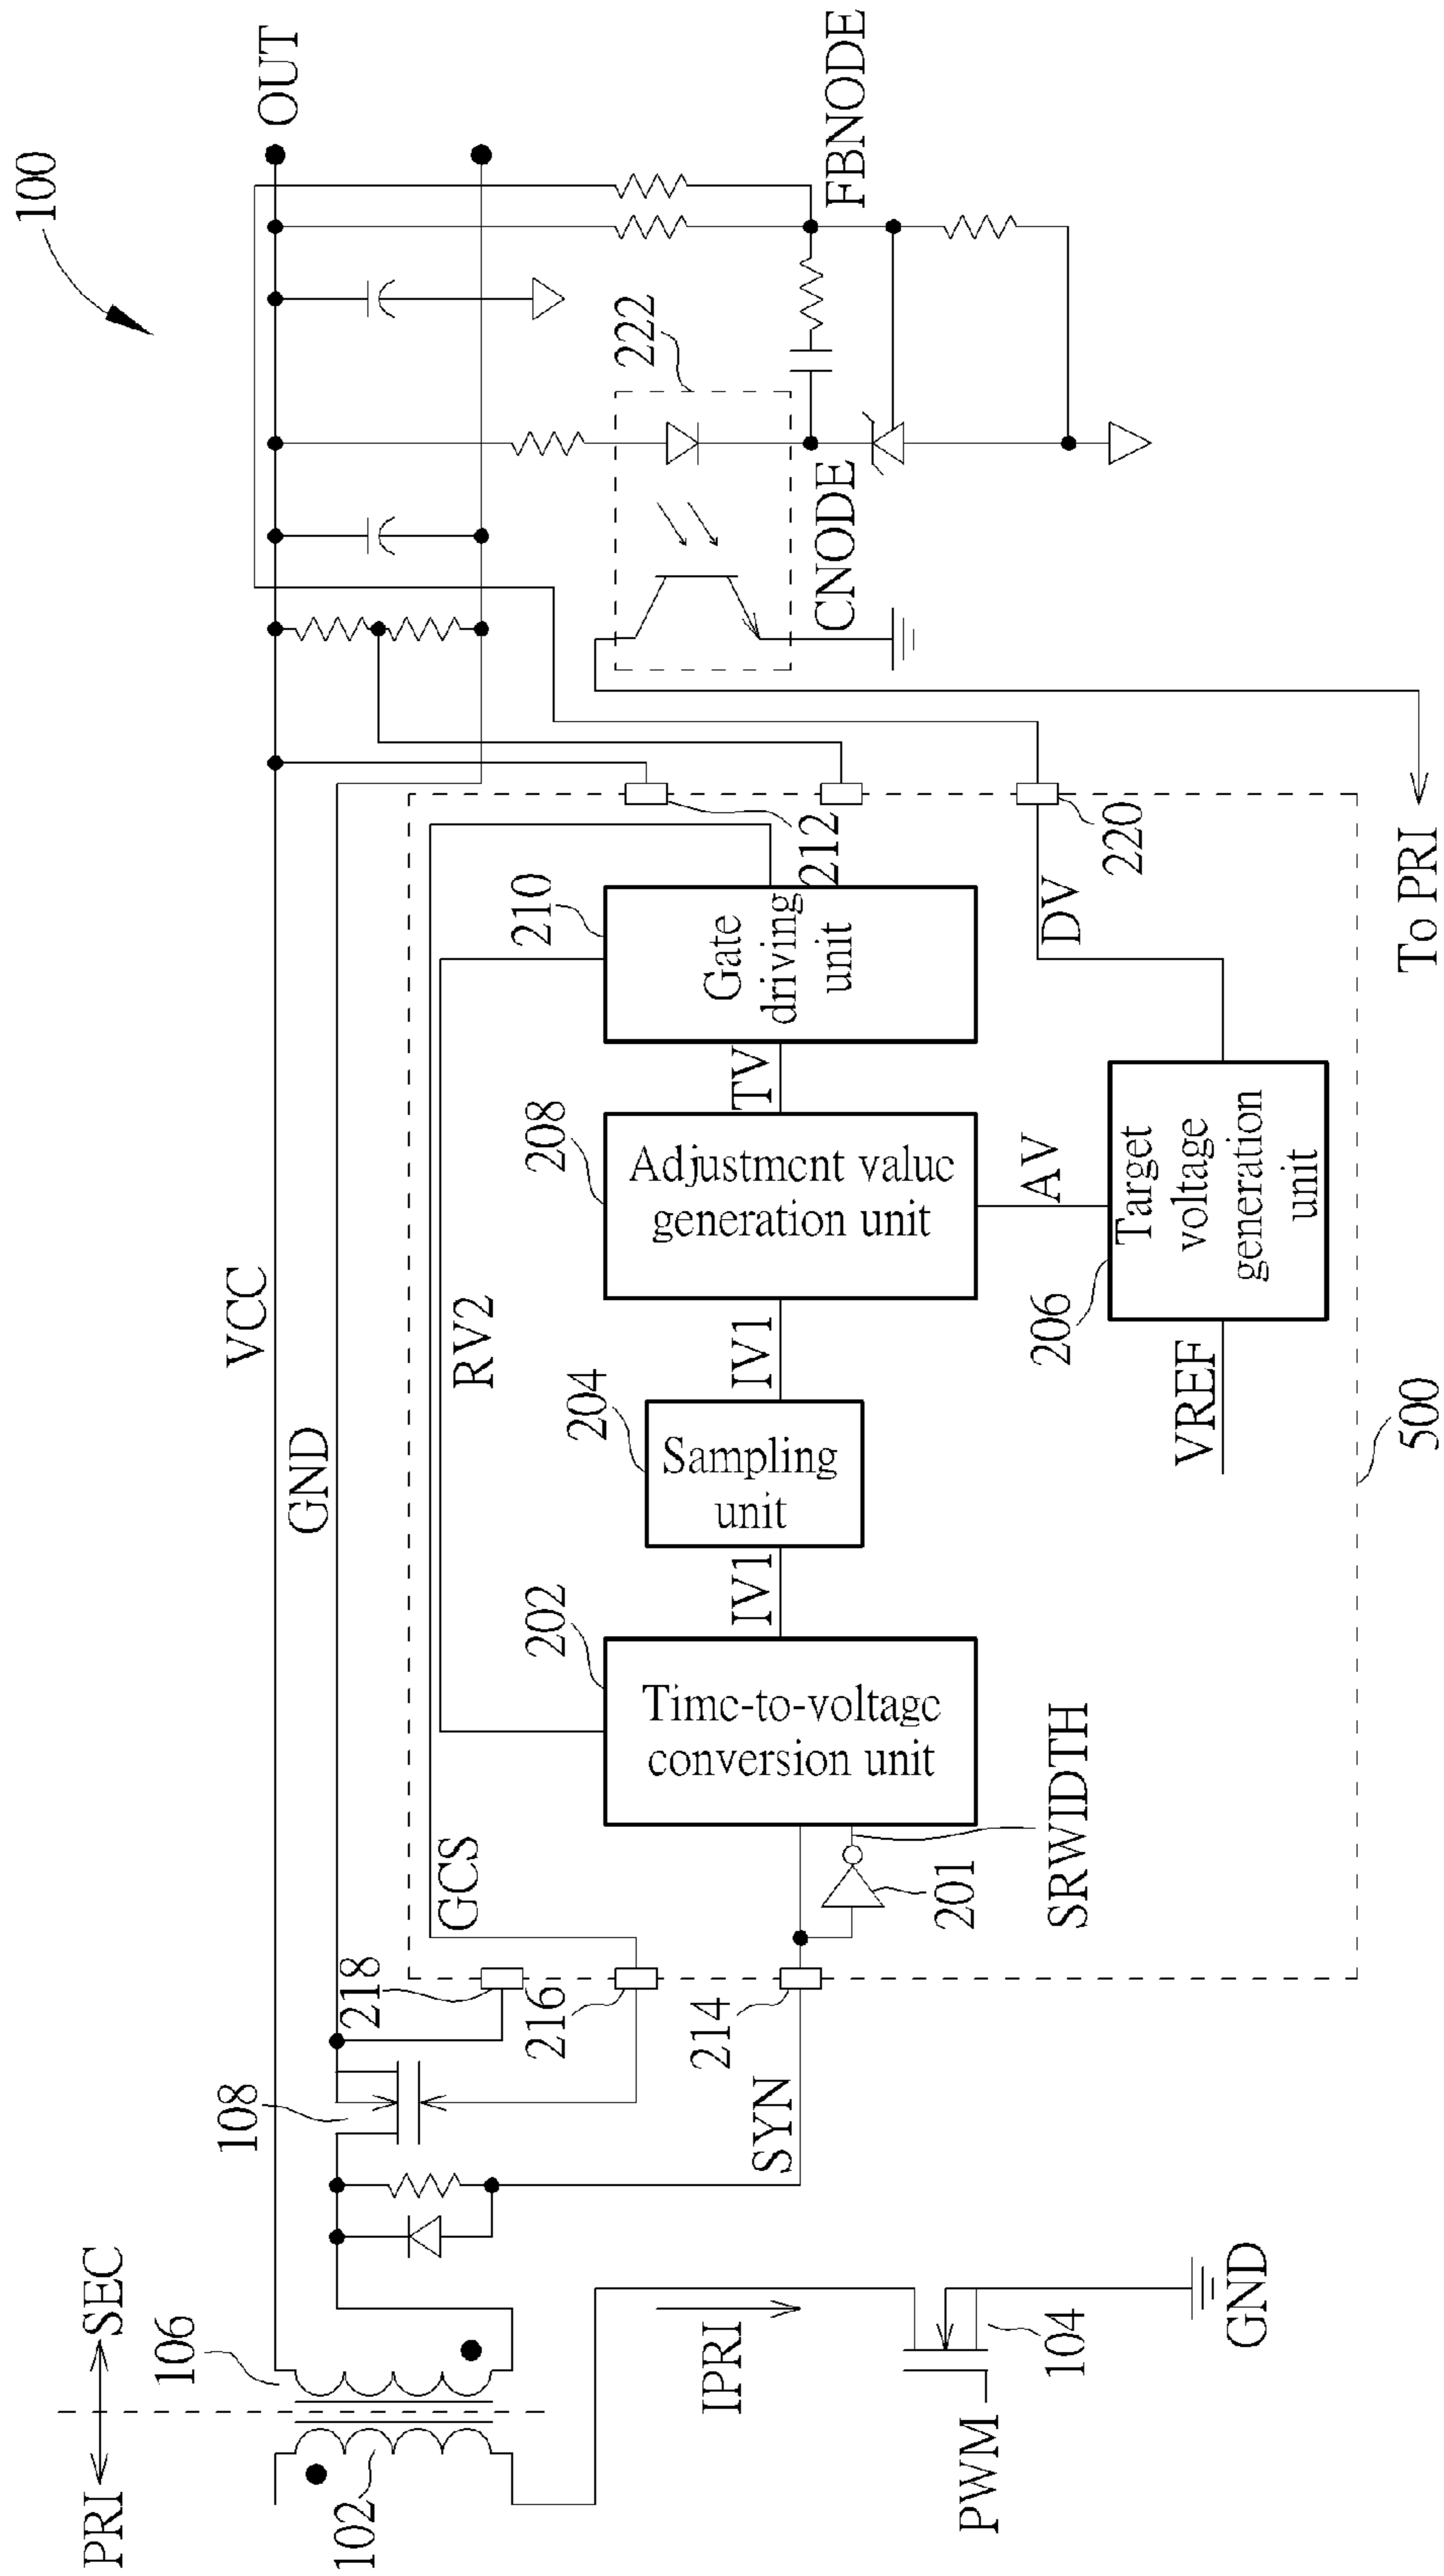 100
PRI
SEC
106
108
VCC
OUT
GND
102
218
GCS
RV2
216
202
204
208
210
222
214
Time-to-voltage
conversion unit
IV1
Sampling
unit
IV1
Adjustment value
generation unit
TV
Gate
driving
unit
212
IPRI
SYN
CNODE
FBNODE
201
PWM
104
SRWIDTH
206
AV
DV
220
GND
VREF
Target
voltage
generation
unit
500
To PRI